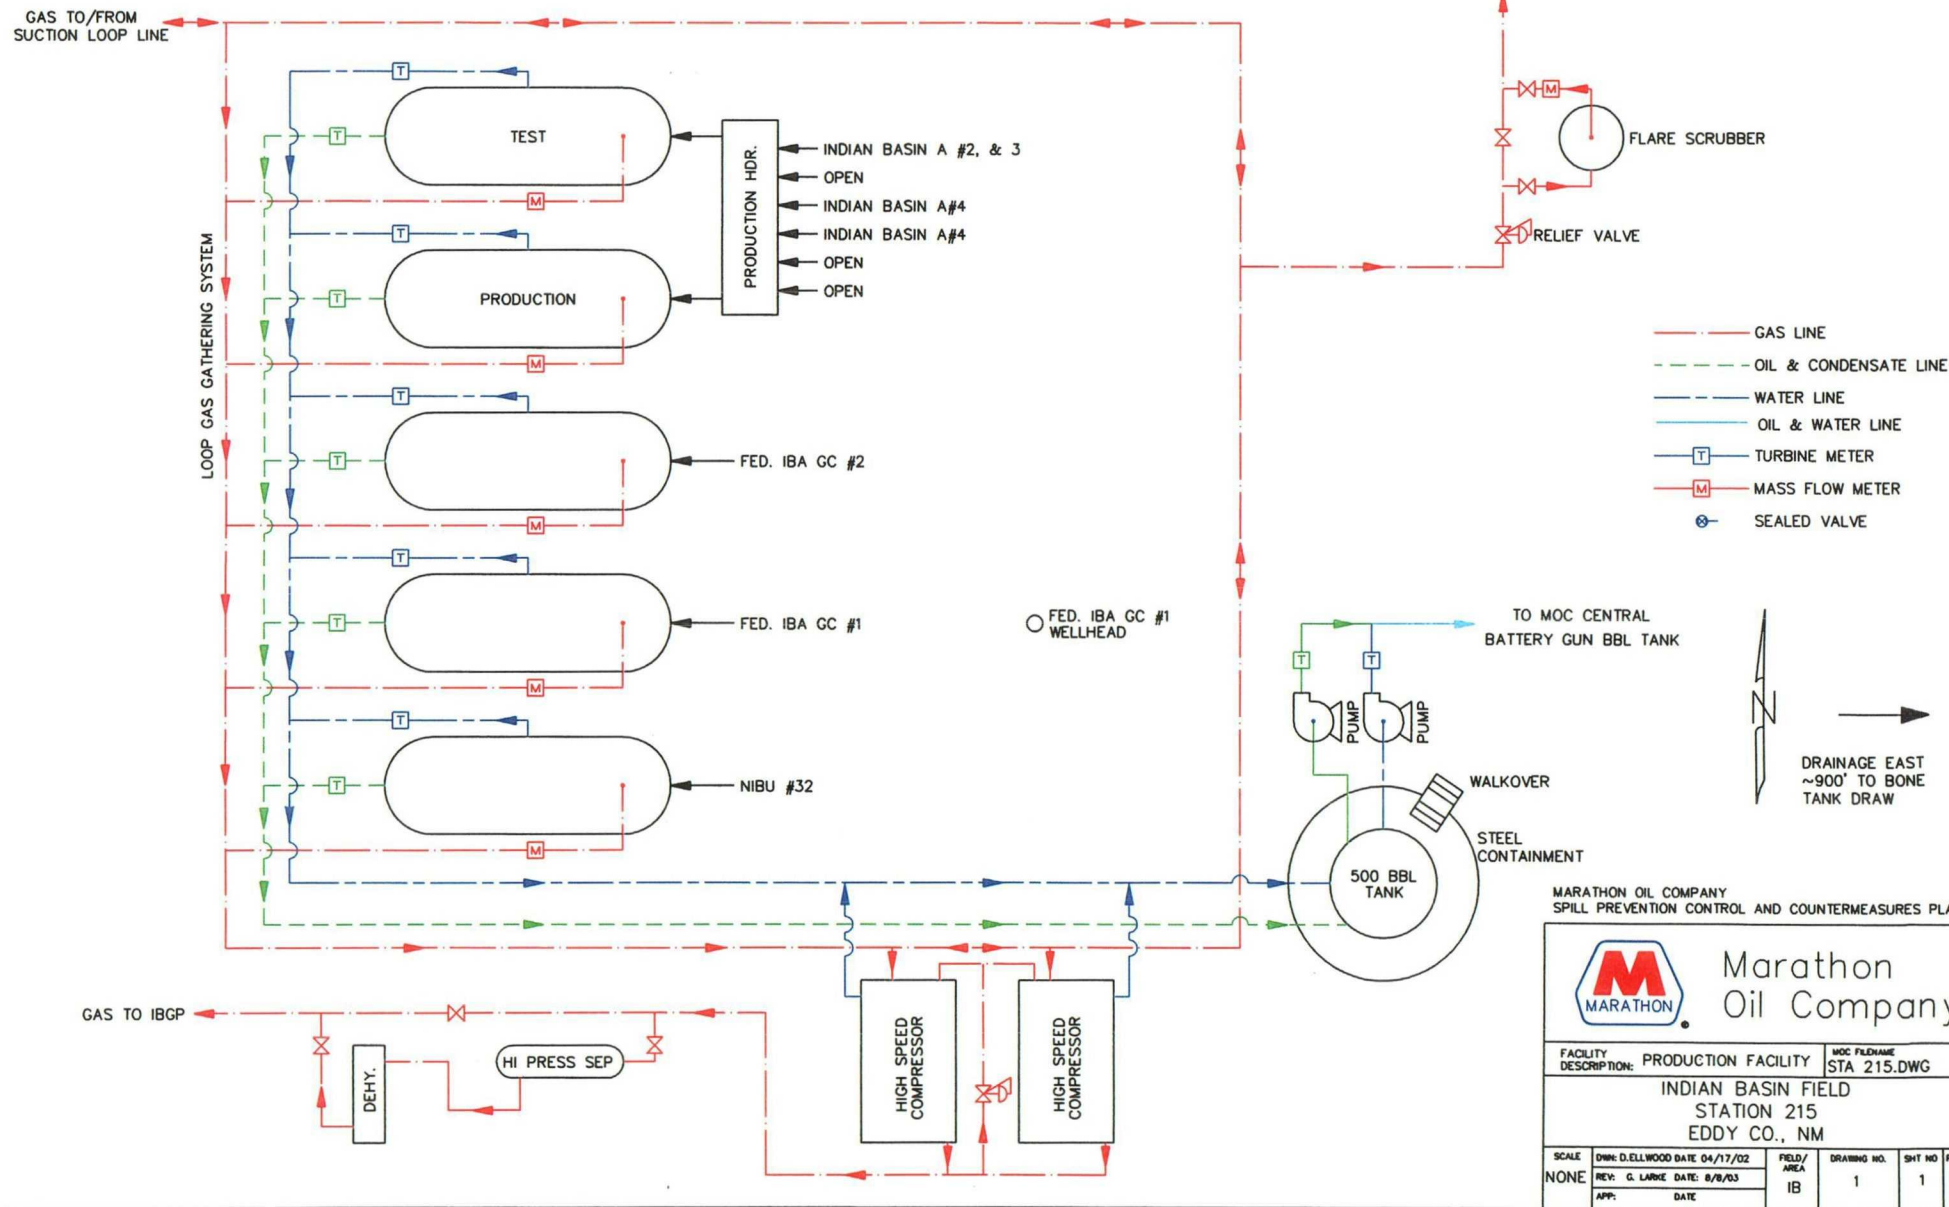 GAS TO/FROM
SUCTION LOOP LINE
T
TEST
T
M
PRODUCTION HDR.
INDIAN BASIN A #2, & 3
OPEN
INDIAN BASIN A#4
INDIAN BASIN A#4
OPEN
OPEN
LOOP GAS GATHERING SYSTEM
T
PRODUCTION
T
M
T
T
FED. IBA GC #2
M
T
T
FED. IBA GC #1
M
T
T
NIBU #32
M
FED. IBA GC #1
WELLHEAD
M
FLARE SCRUBBER
RELIEF VALVE
GAS LINE
OIL & CONDENSATE LINE
WATER LINE
OIL & WATER LINE
T
TURBINE METER
M
MASS FLOW METER
SEALED VALVE
TO MOC CENTRAL
BATTERY GUN BBL TANK
T
T
PUMP
PUMP
WALKOVER
STEEL
CONTAINMENT
500 BBL
TANK
N
DRAINAGE EAST
~900' TO BONE
TANK DRAW
GAS TO IBGP
HI PRESS SEP
DEHY.
HIGH SPEED
COMPRESSOR
HIGH SPEED
COMPRESSOR
MARATHON OIL COMPANY
SPILL PREVENTION CONTROL AND COUNTERMEASURES PLA
M
MARATHON
Marathon
Oil Company
FACILITY
DESCRIPTION: PRODUCTION FACILITY
MOC FILENAME
STA 215.DWG
INDIAN BASIN FIELD
STATION 215
EDDY CO., NM
SCALE
NONE
DWN: D.ELLWOOD DATE 04/17/02
REV: G. LARKE DATE: 8/8/03
APP: DATE
FIELD/
AREA
IB
DRAWING NO.
1
SHT NO
1